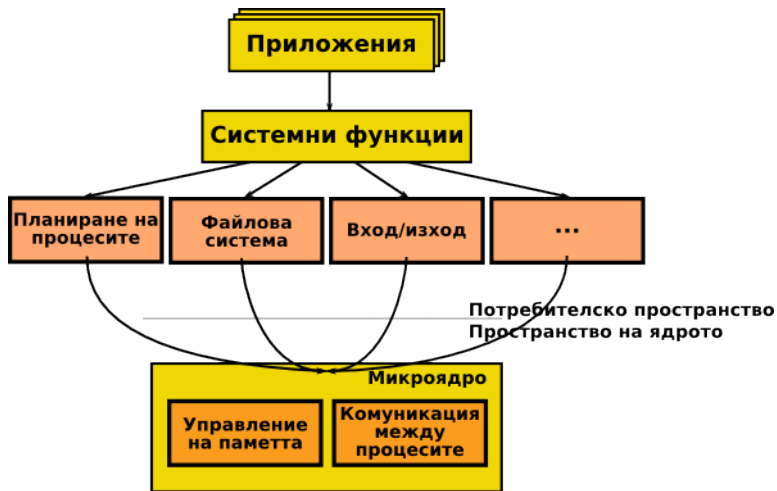 Приложения
Системни функции
Планиране на
процесите
Файлова
система
Вход/изход
...
Потребителско пространство
Пространство на ядрото
Микроядро
Управление
на паметта
Комуникация
между
процесите